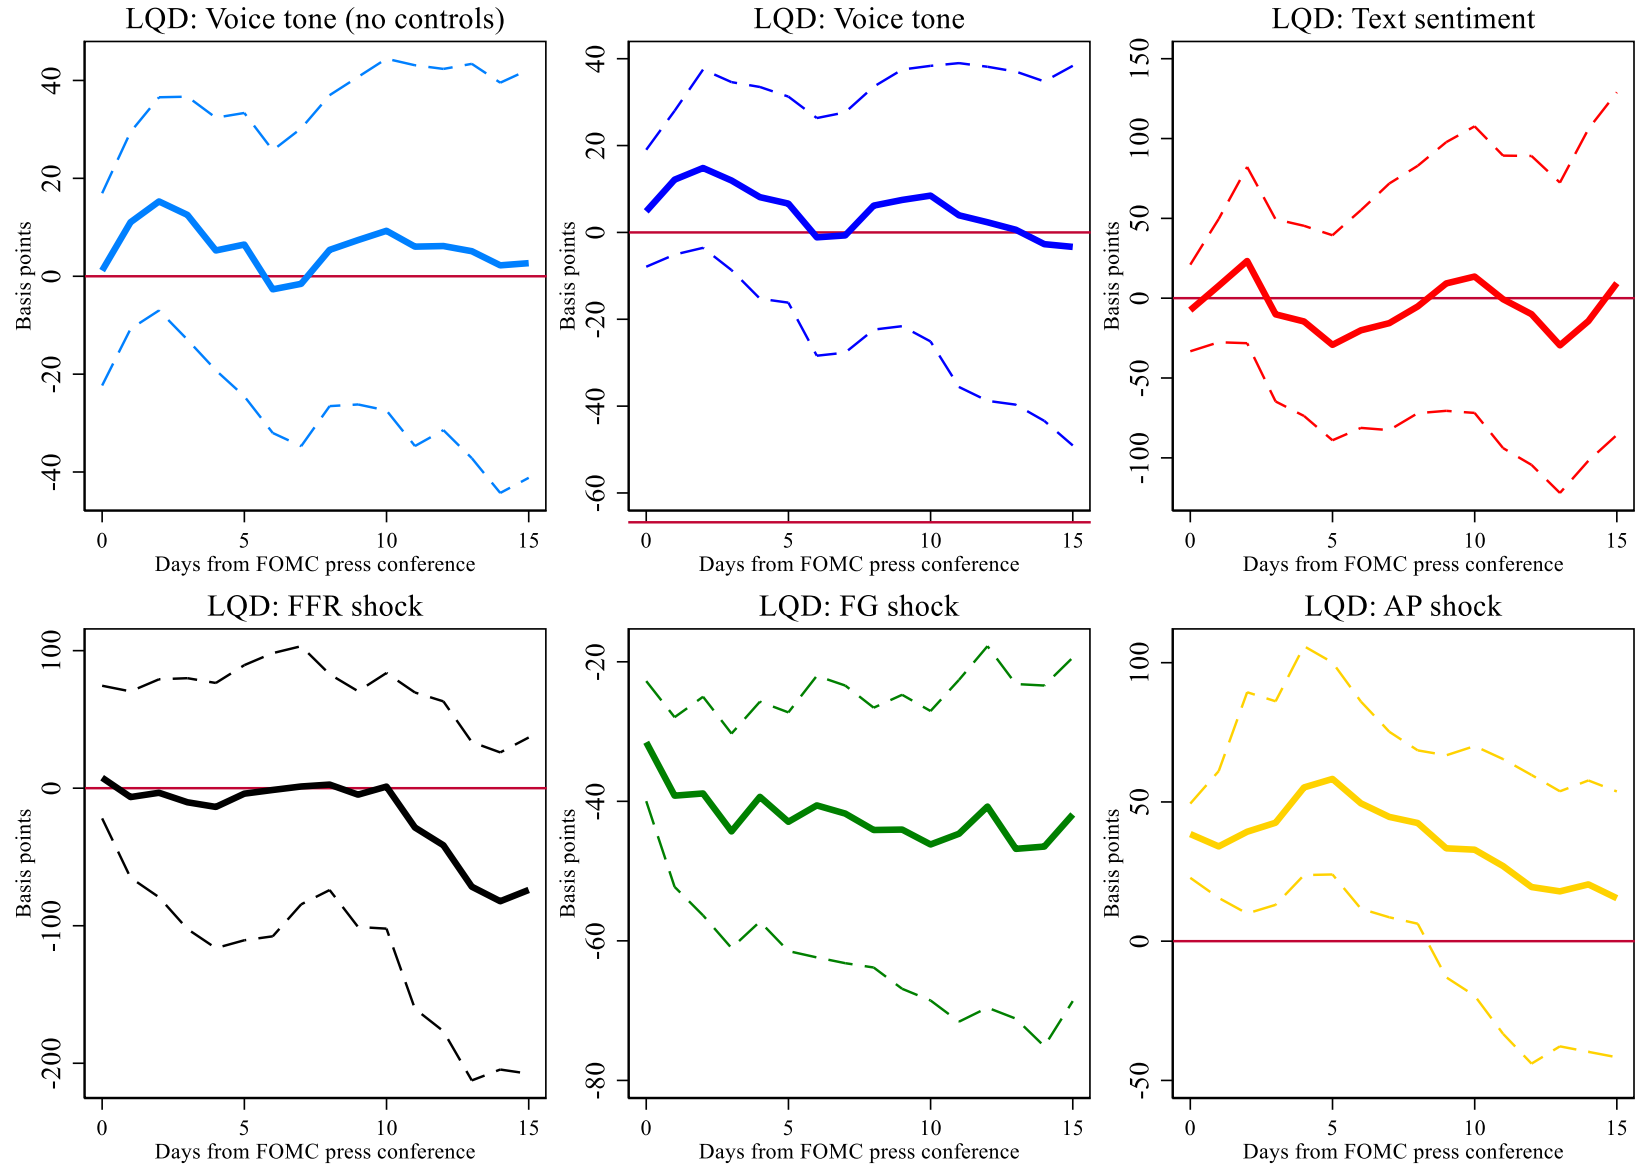 LQD: Voice tone (no controls)
Basis points
40
20
0
-20
-40
0 5 10 15
Days from FOMC press conference
LQD: Voice tone
Basis points
40
20
0
-20
-40
-60
0 5 10 15
Days from FOMC press conference
LQD: Text sentiment
Basis points
150
100
50
0
-50
-100
0 5 10 15
Days from FOMC press conference
LQD: FFR shock
Basis points
100
0
-100
-200
0 5 10 15
Days from FOMC press conference
LQD: FG shock
Basis points
-20
-40
-60
-80
0 5 10 15
Days from FOMC press conference
LQD: AP shock
Basis points
100
50
0
-50
0 5 10 15
Days from FOMC press conference